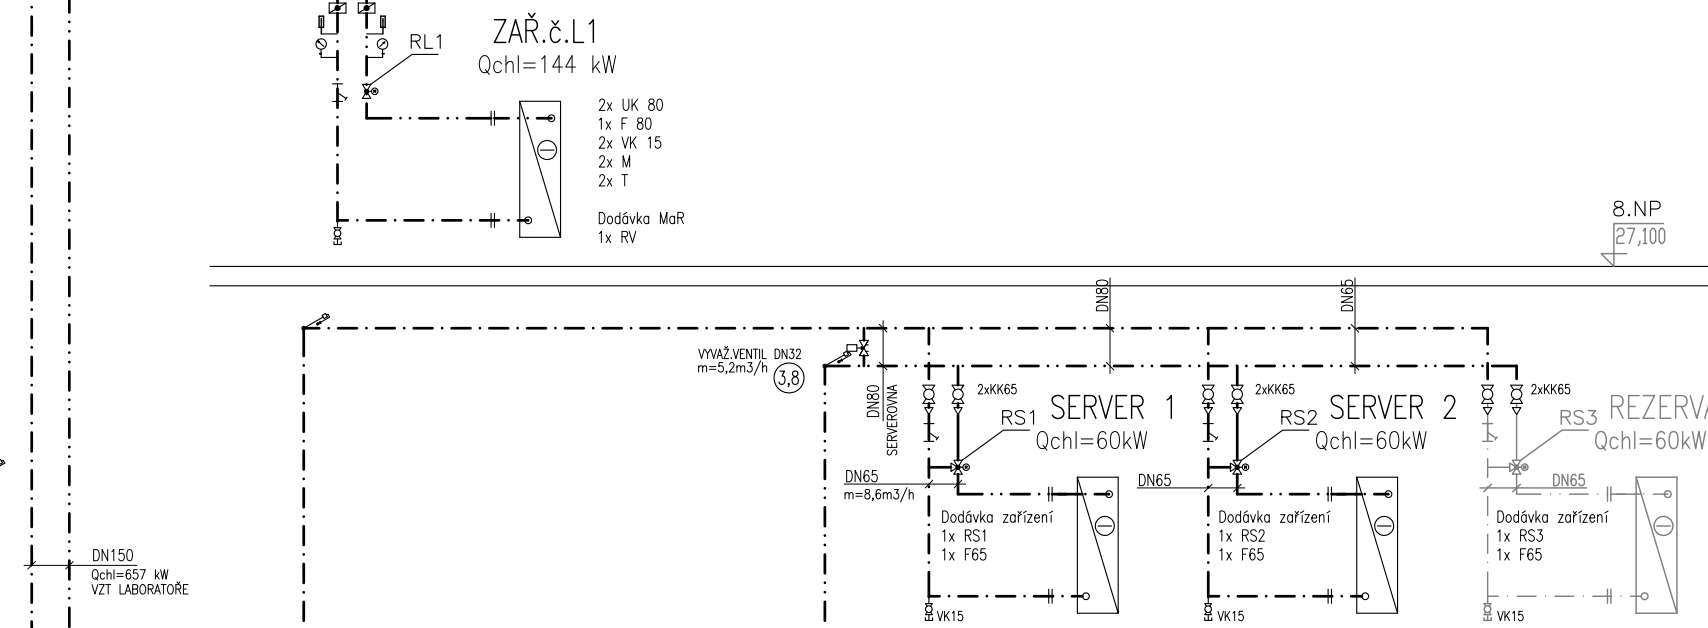 ZAŘ.č.L1
Qchl=144 kW
RL1
2x UK 80
1x F 80
2x VK 15
2x M
2x T
Dodávka MaR
1x RV
8.NP
27,100
DN80
DN65
VYVAŽ.VENTIL DN32
m=5,2m3/h
3,8
DN80
SERVEROVNA
2xKK65
SERVER 1
RS1
Qchl=60kW
DN65
m=8,6m3/h
Dodávka zařízení
1x RS1
1x F65
VK15
2xKK65
SERVER 2
RS2
Qchl=60kW
DN65
Dodávka zařízení
1x RS2
1x F65
VK15
2xKK65
REZERVA
RS3
Qchl=60kW
DN65
Dodávka zařízení
1x RS3
1x F65
VK15
DN150
Qchl=657 kW
VZT LABORATOŘE